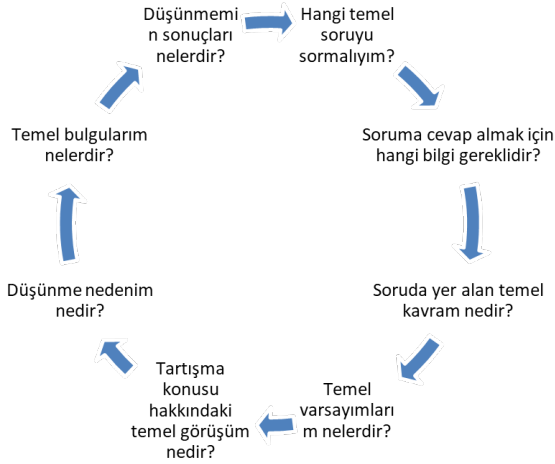 Hangi temel
soruyu
sormalıyım?
Soruma cevap almak için
hangi bilgi gereklidir?
Soruda yer alan temel
kavram nedir?
Temel
varsayımları
m nelerdir?
Tartışma
konusu
hakkındaki
temel görüşüm
nedir?
Düşünme nedenim
nedir?
Temel bulgularım
nelerdir?
Düşünmemi
n sonuçları
nelerdir?